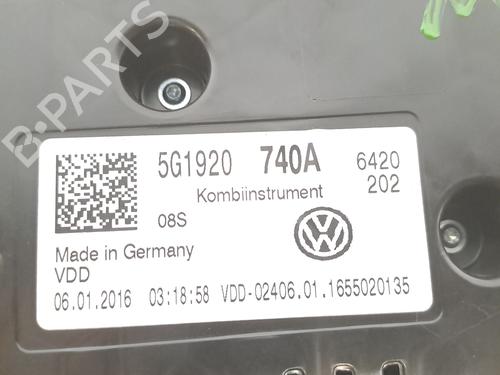 B-PARTS
5G1920 740A 6420
Kombiinstrument 202
08S
Made in Germany
VDD
06.01.2016 03:18:58 VDD-02406.01.1655020135